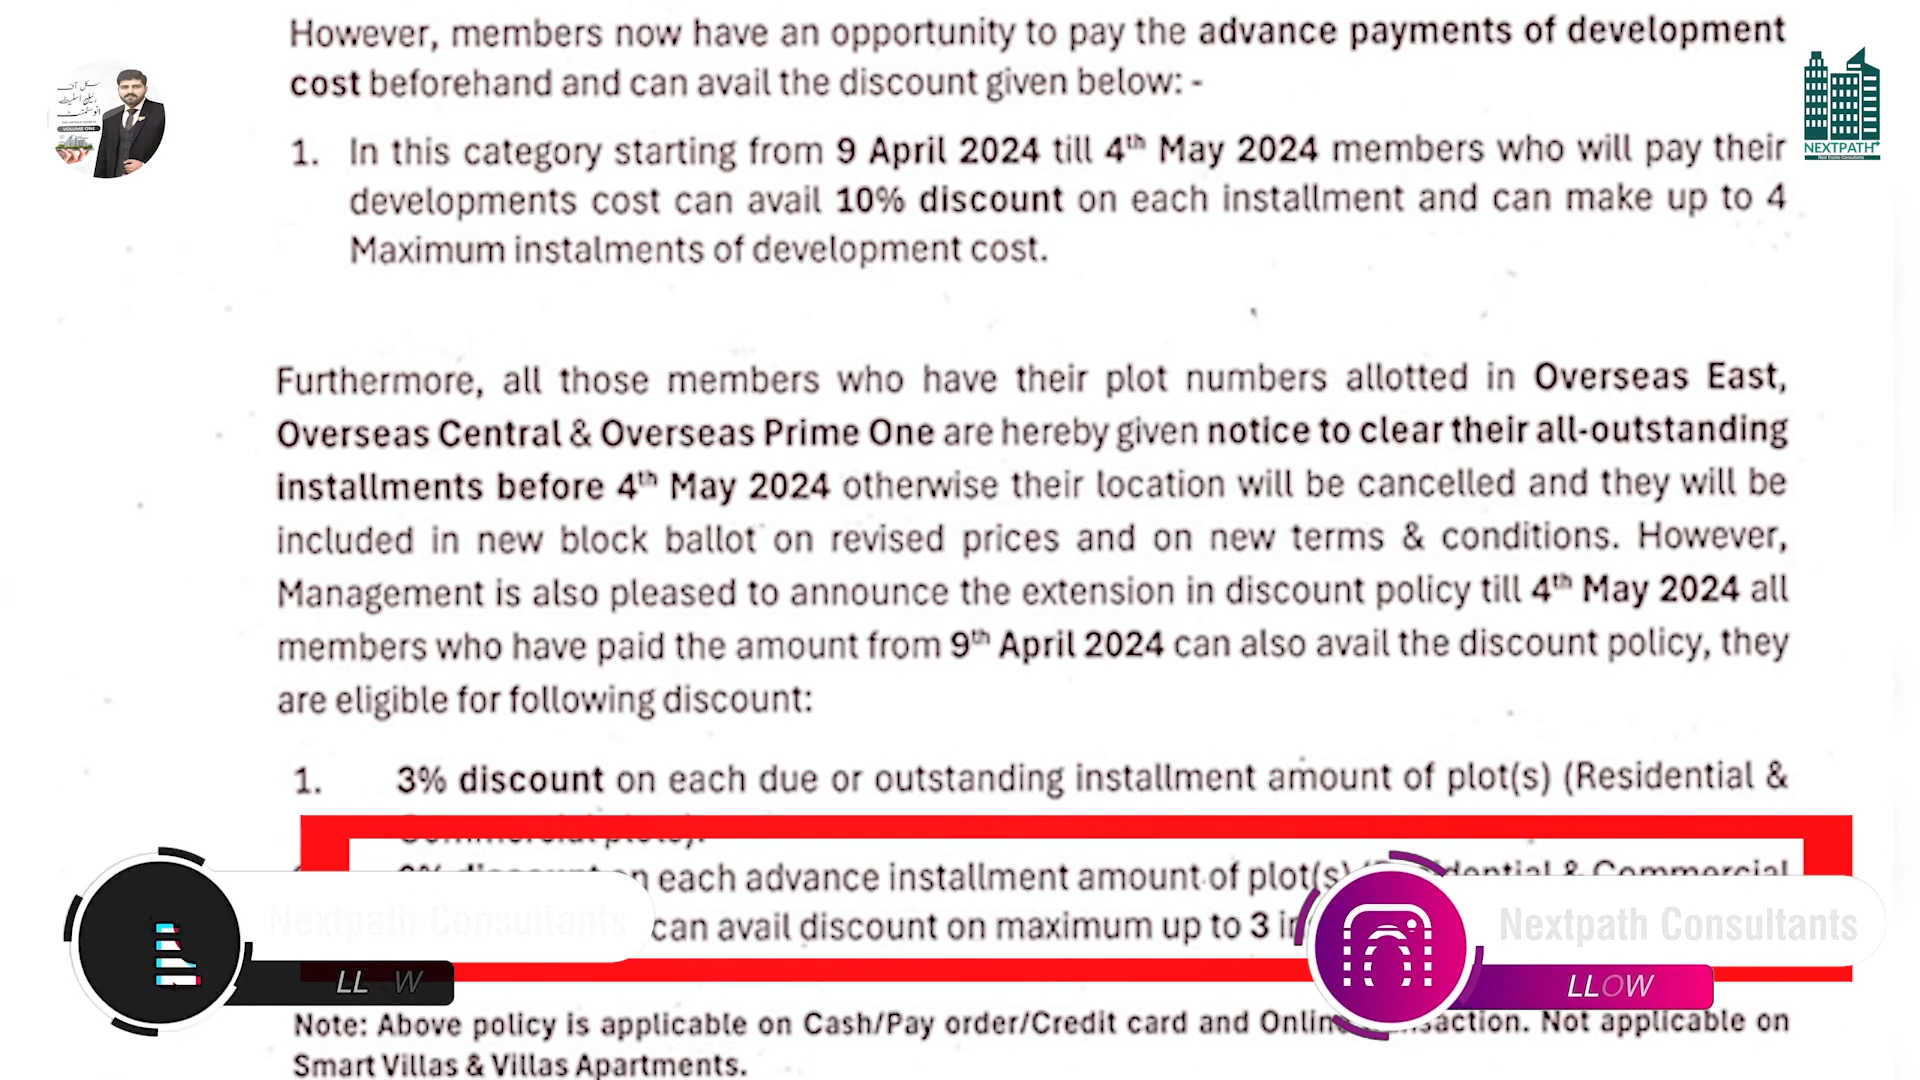 However, members now have an opportunity to pay the advance payments of development
cost beforehand and can avail the discount given below: -
NEXTPATH
Real Estate Consultants
VOLUME ONE
1. In this category starting from 9 April 2024 till 4th May 2024 members who will pay their
developments cost can avail 10% discount on each installment and can make up to 4
Maximum instalments of development cost.
Furthermore, all those members who have their plot numbers allotted in Overseas East,
Overseas Central & Overseas Prime One are hereby given notice to clear their all-outstanding
installments before 4th May 2024 otherwise their location will be cancelled and they will be
included in new block ballot on revised prices and on new terms & conditions. However,
Management is also pleased to announce the extension in discount policy till 4th May 2024 all
members who have paid the amount from 9th April 2024 can also avail the discount policy, they
are eligible for following discount:
1. 3% discount on each due or outstanding installment amount of plot(s) (Residential &
each advance installment amount of plot(s) & Commercial
can avail discount on maximum up to 3
Nextpath Consultants
Nextpath Consultants
LL W
LLOW
Note: Above policy is applicable on Cash/Pay order/Credit card and Not applicable on
Smart Villas & Villas Apartments.